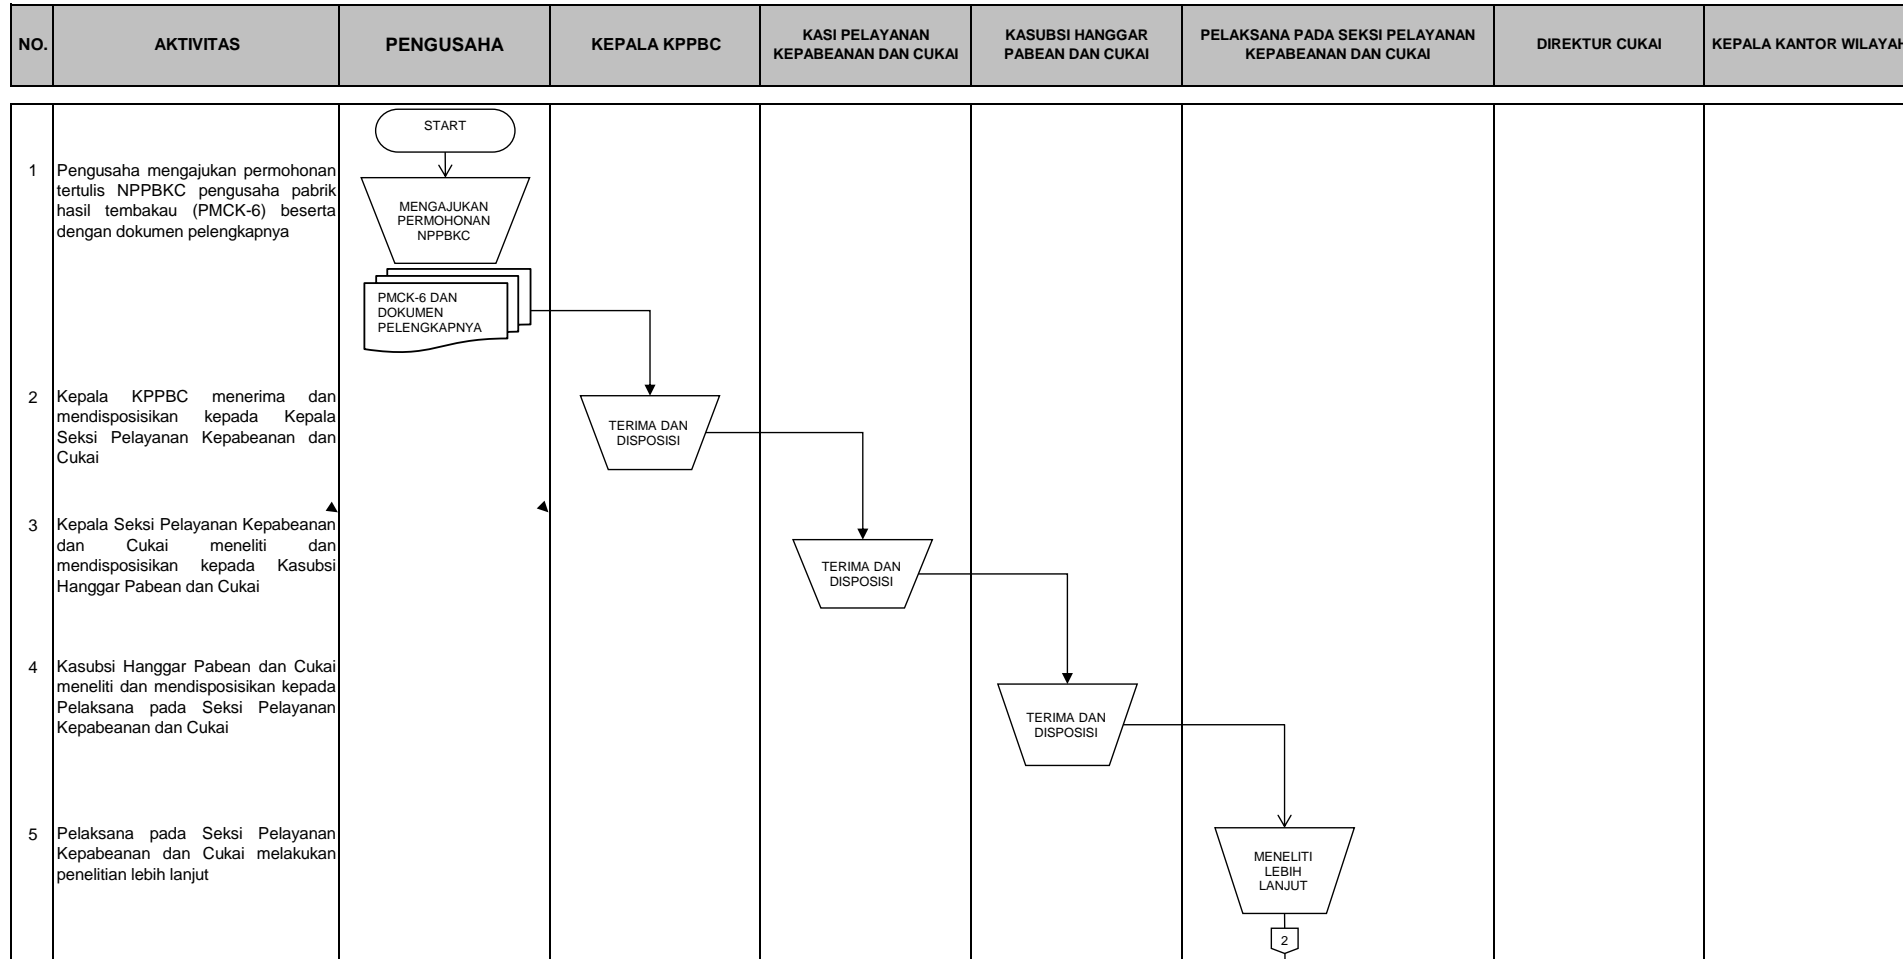 NO.
AKTIVITAS
PENGUSAHA
KEPALA KPPBC
KASI PELAYANAN
KEPABEANAN DAN CUKAI
KASUBSI HANGGAR
PABEAN DAN CUKAI
PELAKSANA PADA SEKSI PELAYANAN
KEPABEANAN DAN CUKAI
DIREKTUR CUKAI
KEPALA KANTOR WILAYAH
START
1
Pengusaha mengajukan permohonan
tertulis NPPBKC pengusaha pabrik
hasil tembakau (PMCK-6) beserta
dengan dokumen pelengkapnya
MENGAJUKAN
PERMOHONAN
NPPBKC
PMCK-6 DAN
DOKUMEN
PELENGKAPNYA
2
Kepala KPPBC menerima dan
mendisposisikan kepada Kepala
Seksi Pelayanan Kepabeanan dan
Cukai
TERIMA DAN
DISPOSISI
3
Kepala Seksi Pelayanan Kepabeanan
dan Cukai meneliti dan
mendisposisikan kepada Kasubsi
Hanggar Pabean dan Cukai
TERIMA DAN
DISPOSISI
4
Kasubsi Hanggar Pabean dan Cukai
meneliti dan mendisposisikan kepada
Pelaksana pada Seksi Pelayanan
Kepabeanan dan Cukai
TERIMA DAN
DISPOSISI
5
Pelaksana pada Seksi Pelayanan
Kepabeanan dan Cukai melakukan
penelitian lebih lanjut
MENELITI
LEBIH
LANJUT
2